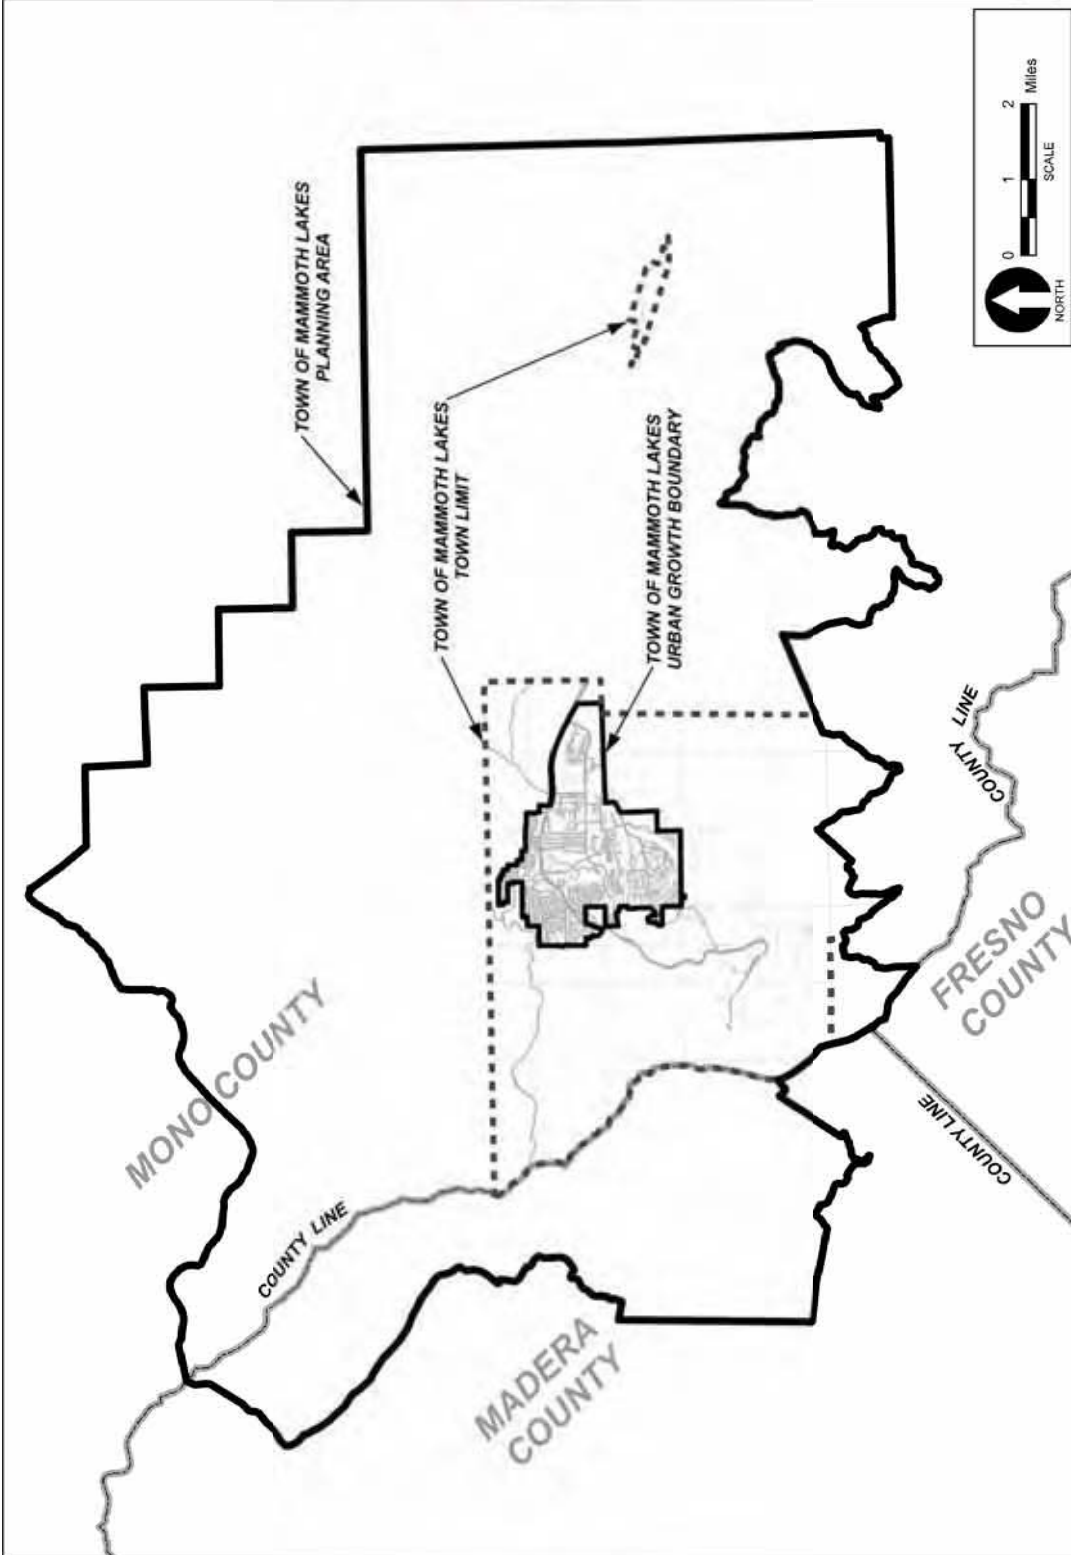 TOWN OF MAMMOTH LAKES
PLANNING AREA
TOWN OF MAMMOTH LAKES
TOWN LIMIT
TOWN OF MAMMOTH LAKES
URBAN GROWTH BOUNDARY
MONO COUNTY
COUNTY LINE
MADERA
COUNTY
COUNTY LINE
FRESNO
COUNTY
COUNTY LINE
NORTH
0 1 2
Miles
SCALE